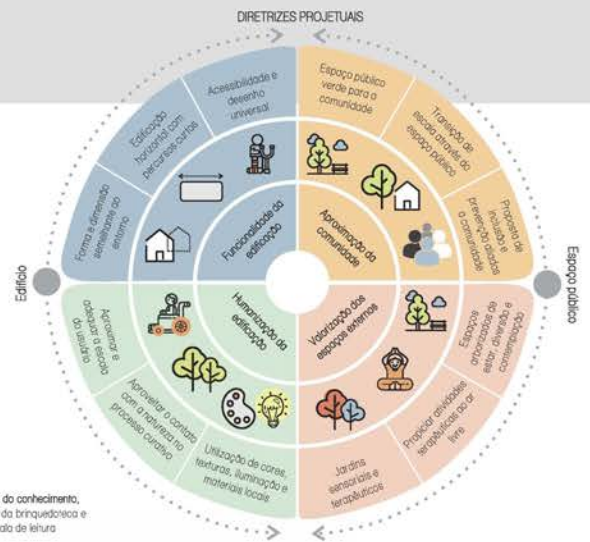 DIRETRIZES PROJETUAIS
Acessibilidade e
desenho
universal
Edificação
horizontal com
percursos curtos
Forma e dimensão
semelhante ao
entorno
Funcionalidade da
edificação
Espaço público
verde para a
comunidade
Transição de
escala através do
espaço público
Proposta de
inclusão e
prevenção aliados
a comunidade
Aproximação da
comunidade
Edifício
Espaço público
Aproximar e
adequar a escala
do usuário
Aproveitar o contato
com a natureza no
processo curativo
Utilização de cores,
texturas, iluminação e
materiais locais
Humanização da
edificação
Valorização dos
espaços externos
Espaços
arborizados de
estar, diversão e
contemplação
Propiciar atividades
terapêuticas ao ar
livre
Jardins
sensoriais e
terapêuticos
do conhecimento,
da brinquedoteca e
ala de leitura